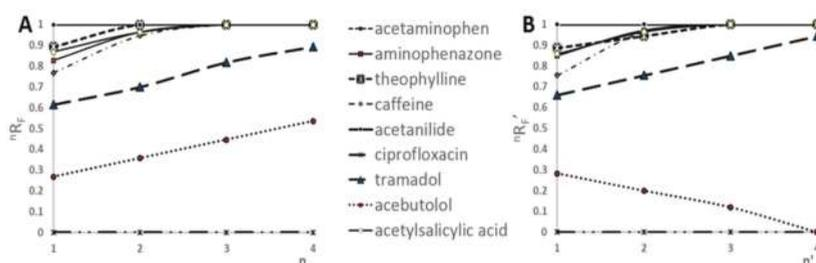 A
1
0.9
0.8
0.7
0.6
0.5
0.4
0.3
0.2
0.1
0
nRF
1 2 3 4
n
acetaminophen
aminophenazone
theophylline
caffeine
acetanilide
ciprofloxacin
tramadol
acebutolol
acetylsalicylic acid
B
1
0.9
0.8
0.7
0.6
0.5
0.4
0.3
0.2
0.1
0
nRF'
1 2 3 4
n'